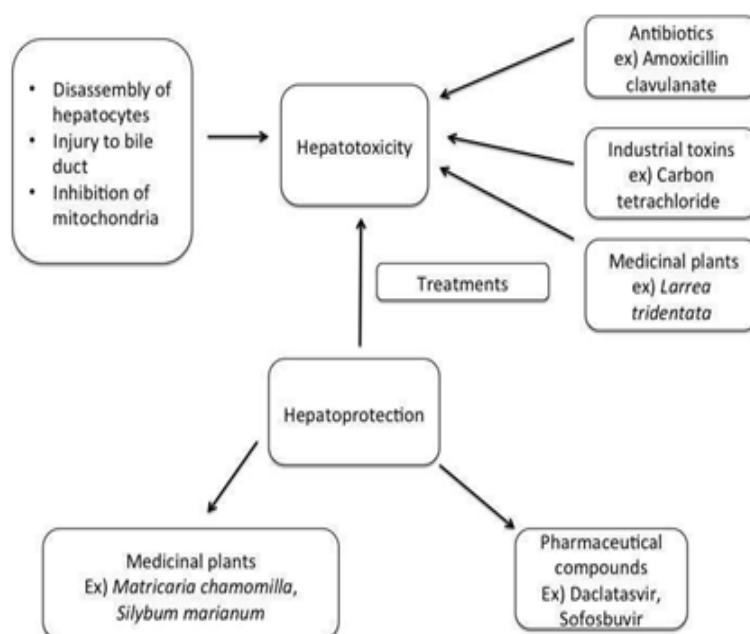 • Disassembly of
hepatocytes
• Injury to bile
duct
• Inhibition of
mitochondria
Hepatotoxicity
Antibiotics
ex) Amoxicillin
clavulanate
Industrial toxins
ex) Carbon
tetrachloride
Medicinal plants
ex) Larrea
tridentata
Treatments
Hepatoprotection
Medicinal plants
Ex) Matricaria chamomilla,
Silybum marianum
Pharmaceutical
compounds
Ex) Daclatasvir,
Sofosbuvir